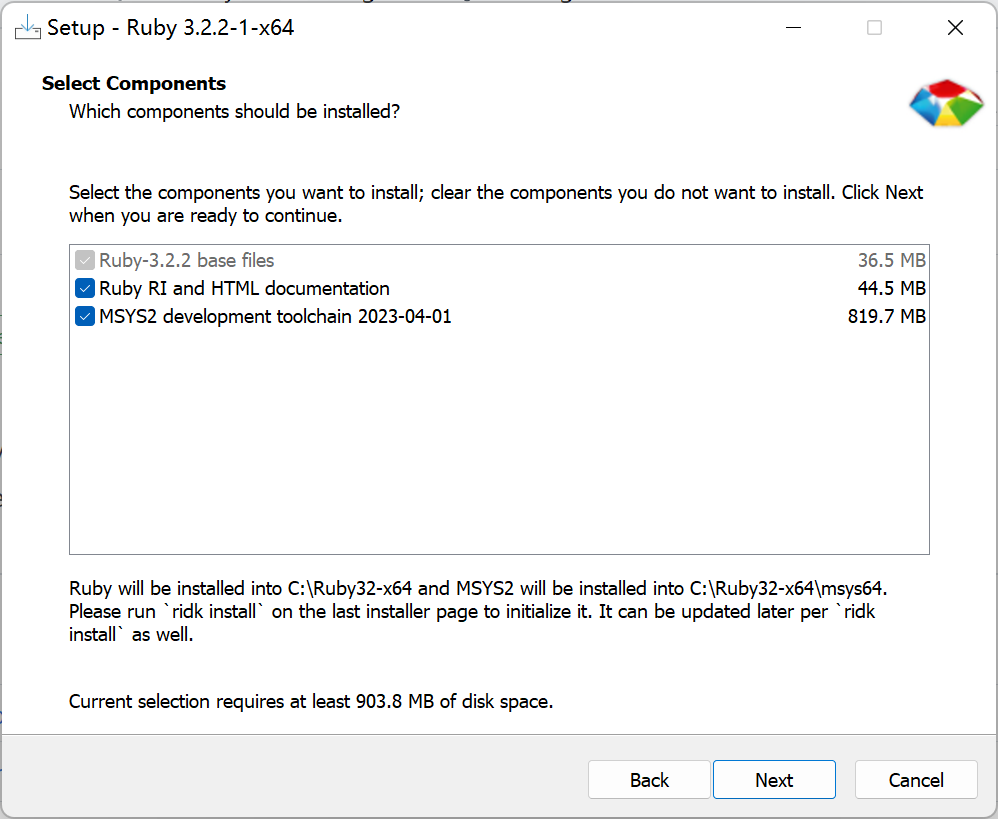 Setup - Ruby 3.2.2-1-x64
Select Components
Which components should be installed?
Select the components you want to install; clear the components you do not want to install. Click Next
when you are ready to continue.
Ruby-3.2.2 base files 36.5 MB
Ruby RI and HTML documentation 44.5 MB
MSYS2 development toolchain 2023-04-01 819.7 MB
Ruby will be installed into C:\Ruby32-x64 and MSYS2 will be installed into C:\Ruby32-x64\msys64.
Please run `ridk install` on the last installer page to initialize it. It can be updated later per `ridk
install` as well.
Current selection requires at least 903.8 MB of disk space.
Back Next Cancel